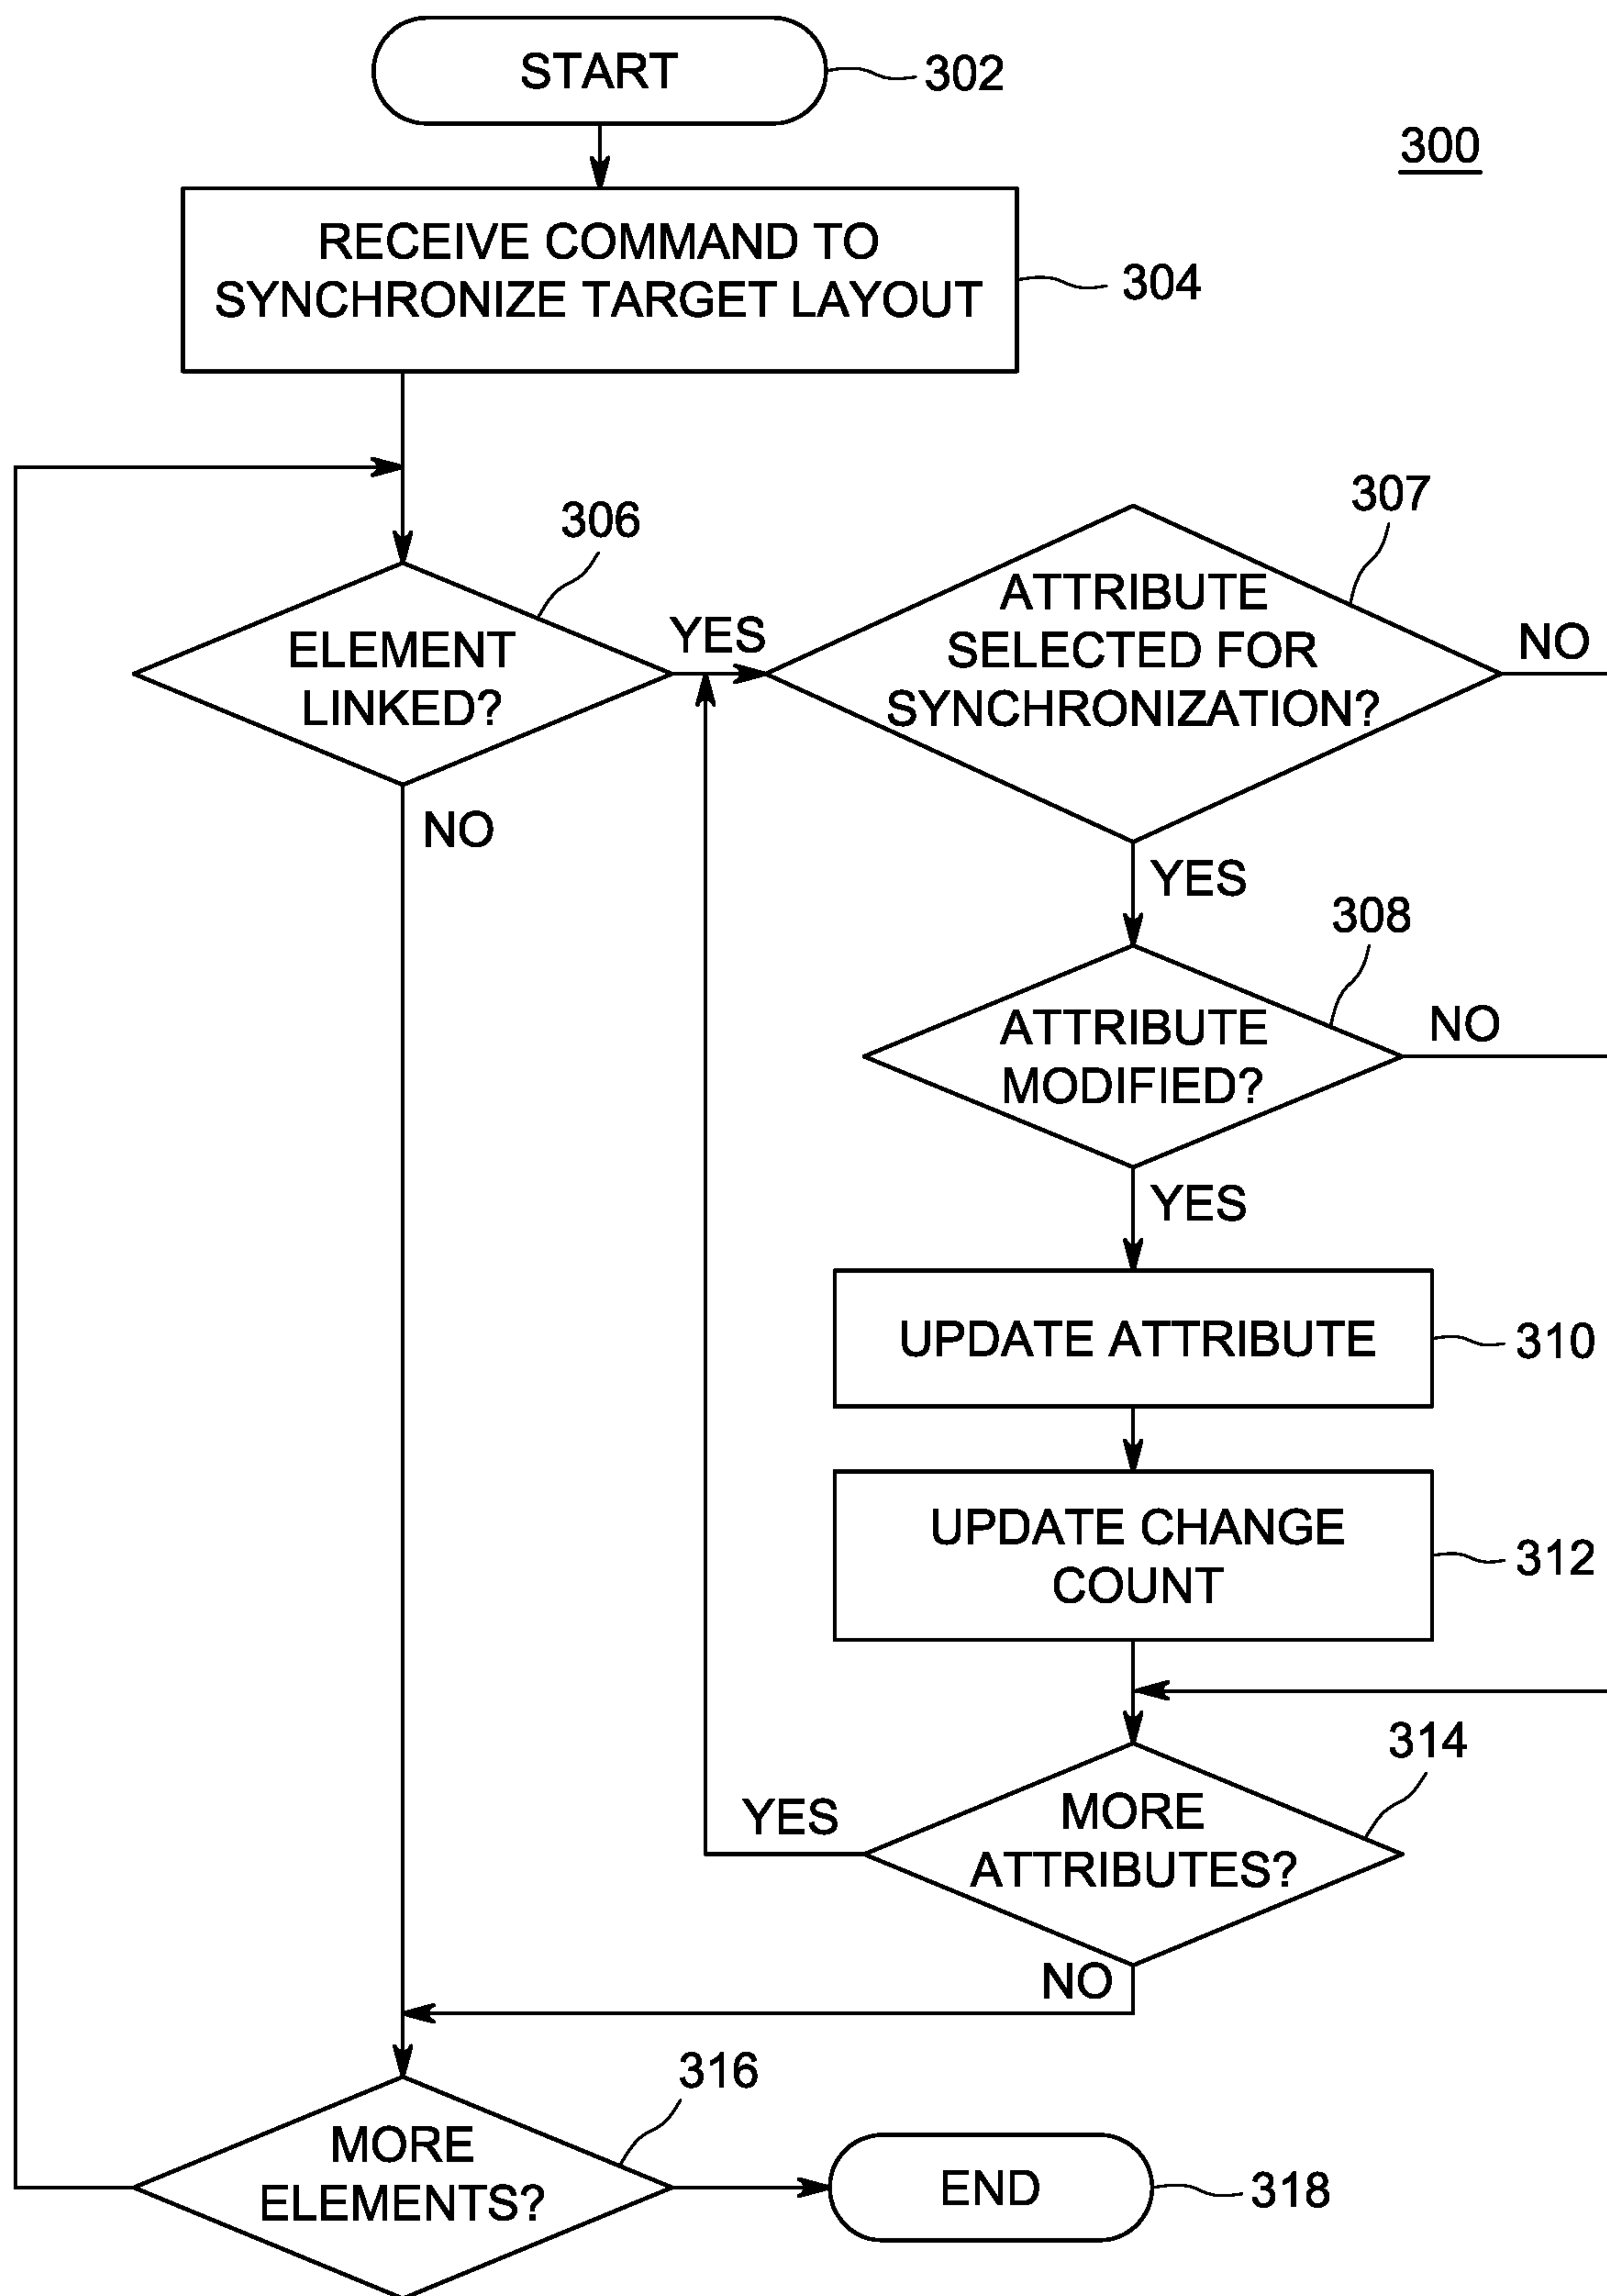 START
302
300
RECEIVE COMMAND TO
SYNCHRONIZE TARGET LAYOUT
304
306
ELEMENT
LINKED?
YES
NO
307
ATTRIBUTE
SELECTED FOR
SYNCHRONIZATION?
NO
YES
308
ATTRIBUTE
MODIFIED?
NO
YES
UPDATE ATTRIBUTE
310
UPDATE CHANGE
COUNT
312
314
MORE
ATTRIBUTES?
YES
NO
316
MORE
ELEMENTS?
END
318